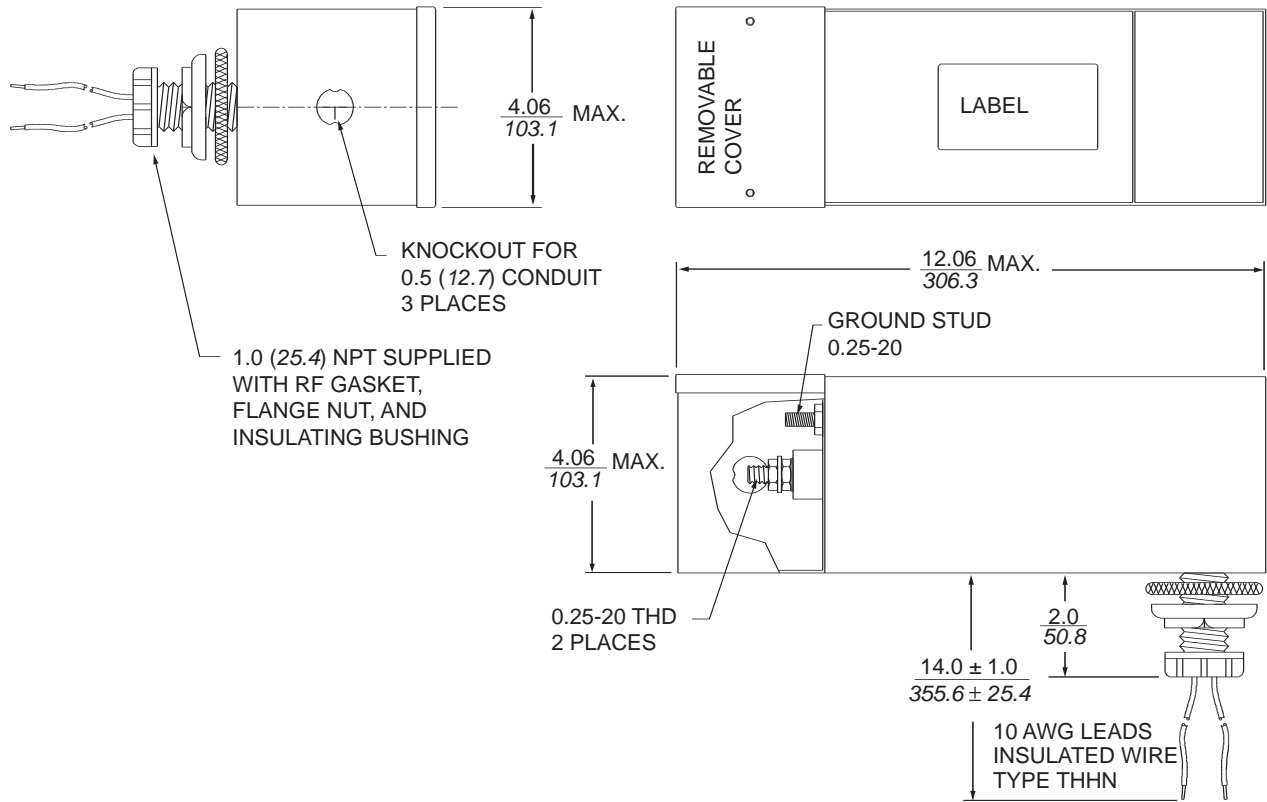 4.06 MAX.
103.1
REMOVABLE
COVER
LABEL
KNOCKOUT FOR
0.5 (12.7) CONDUIT
3 PLACES
1.0 (25.4) NPT SUPPLIED
WITH RF GASKET,
FLANGE NUT, AND
INSULATING BUSHING
12.06 MAX.
306.3
GROUND STUD
0.25-20
4.06 MAX.
103.1
0.25-20 THD
2 PLACES
2.0
50.8
14.0 ± 1.0
355.6 ± 25.4
10 AWG LEADS
INSULATED WIRE
TYPE THHN